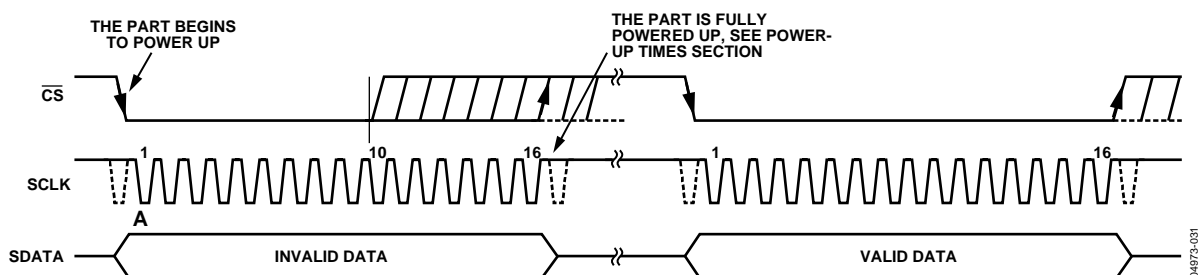 THE PART BEGINS
TO POWER UP
THE PART IS FULLY
POWERED UP, SEE POWER-
UP TIMES SECTION
CS
1
10
16
1
16
SCLK
A
SDATA
INVALID DATA
VALID DATA
04973-031